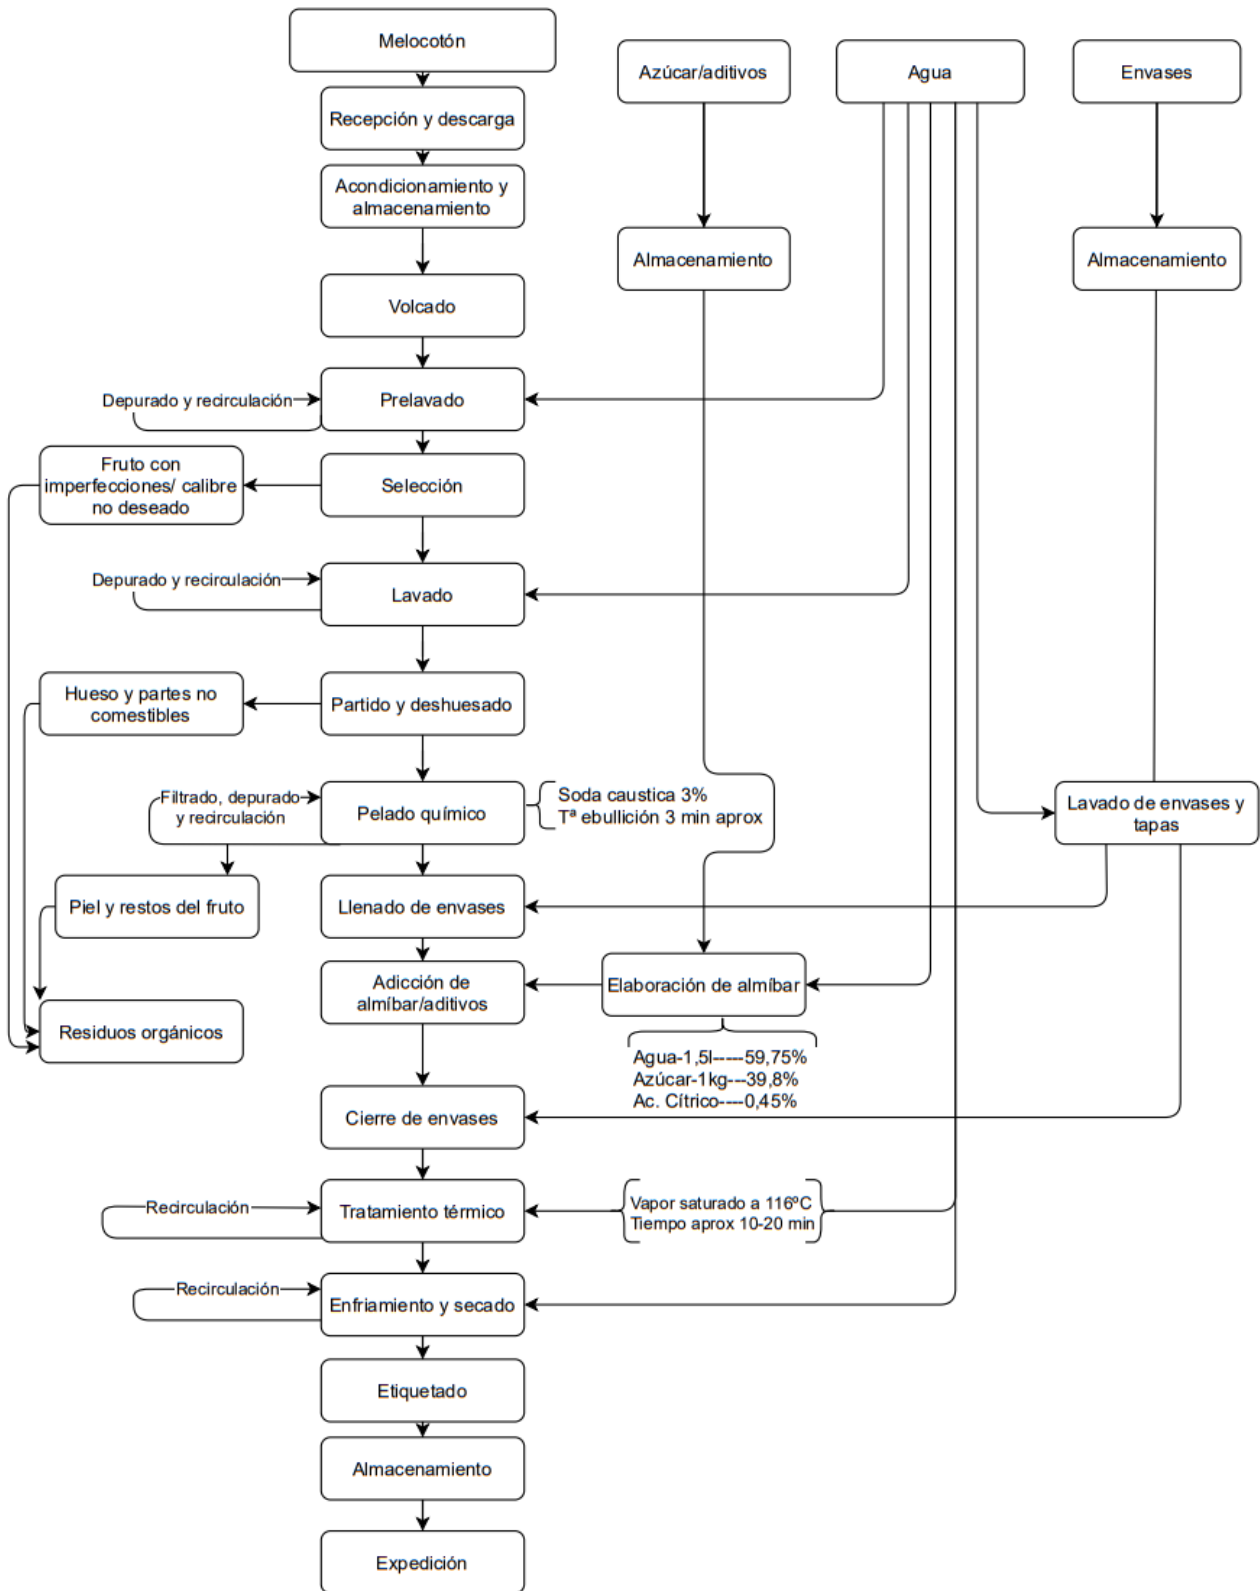 Melocotón
Azúcar/aditivos
Agua
Envases
Recepción y descarga
Acondicionamiento y
almacenamiento
Almacenamiento
Almacenamiento
Volcado
Depurado y recirculación
Prelavado
Fruto con
imperfecciones/ calibre
no deseado
Selección
Depurado y recirculación
Lavado
Hueso y partes no
comestibles
Partido y deshuesado
Filtrado, depurado
y recirculación
Pelado químico
Soda caustica 3%
Tª ebullición 3 min aprox
Lavado de envases y
tapas
Piel y restos del fruto
Llenado de envases
Adicción de
almíbar/aditivos
Elaboración de almíbar
Residuos orgánicos
Agua-1,5l-----59,75%
Azúcar-1kg---39,8%
Ac. Cítrico----0,45%
Cierre de envases
Recirculación
Tratamiento térmico
Vapor saturado a 116ºC
Tiempo aprox 10-20 min
Recirculación
Enfriamiento y secado
Etiquetado
Almacenamiento
Expedición